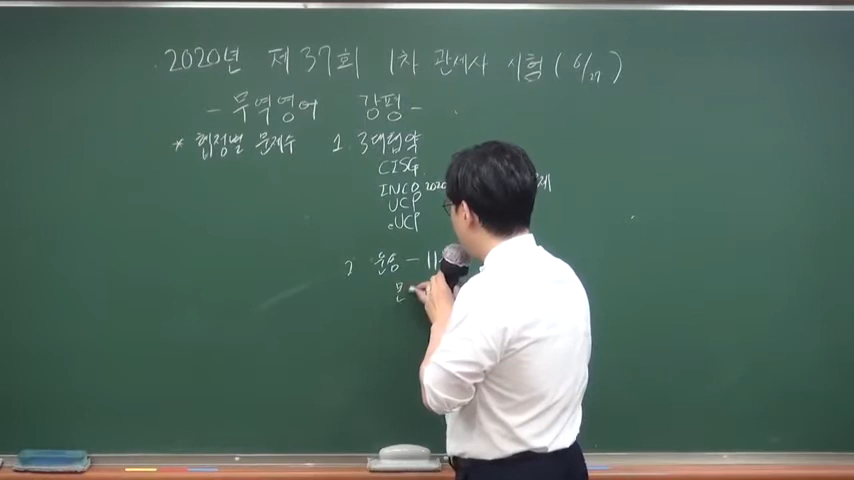 2020년 제37회 1차 관세사 시험 (6/27)
- 무역영어 강평 -
* 협정별 문제수 1. 3대협약
CISG
INCO 2020 제
UCP
eUCP
2 운송 - 11